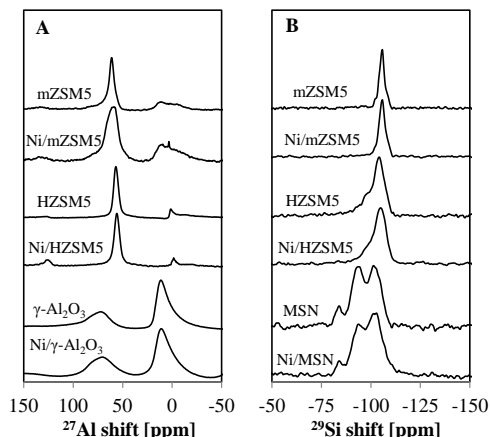 A
mZSM5
Ni/mZSM5
HZSM5
Ni/HZSM5
γ-Al₂O₃
Ni/γ-Al₂O₃
150 100 50 0 -50
²⁷Al shift [ppm]
B
mZSM5
Ni/mZSM5
HZSM5
Ni/HZSM5
MSN
Ni/MSN
-50 -75 -100 -125 -150
²⁹Si shift [ppm]